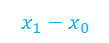 x₁ − x₀